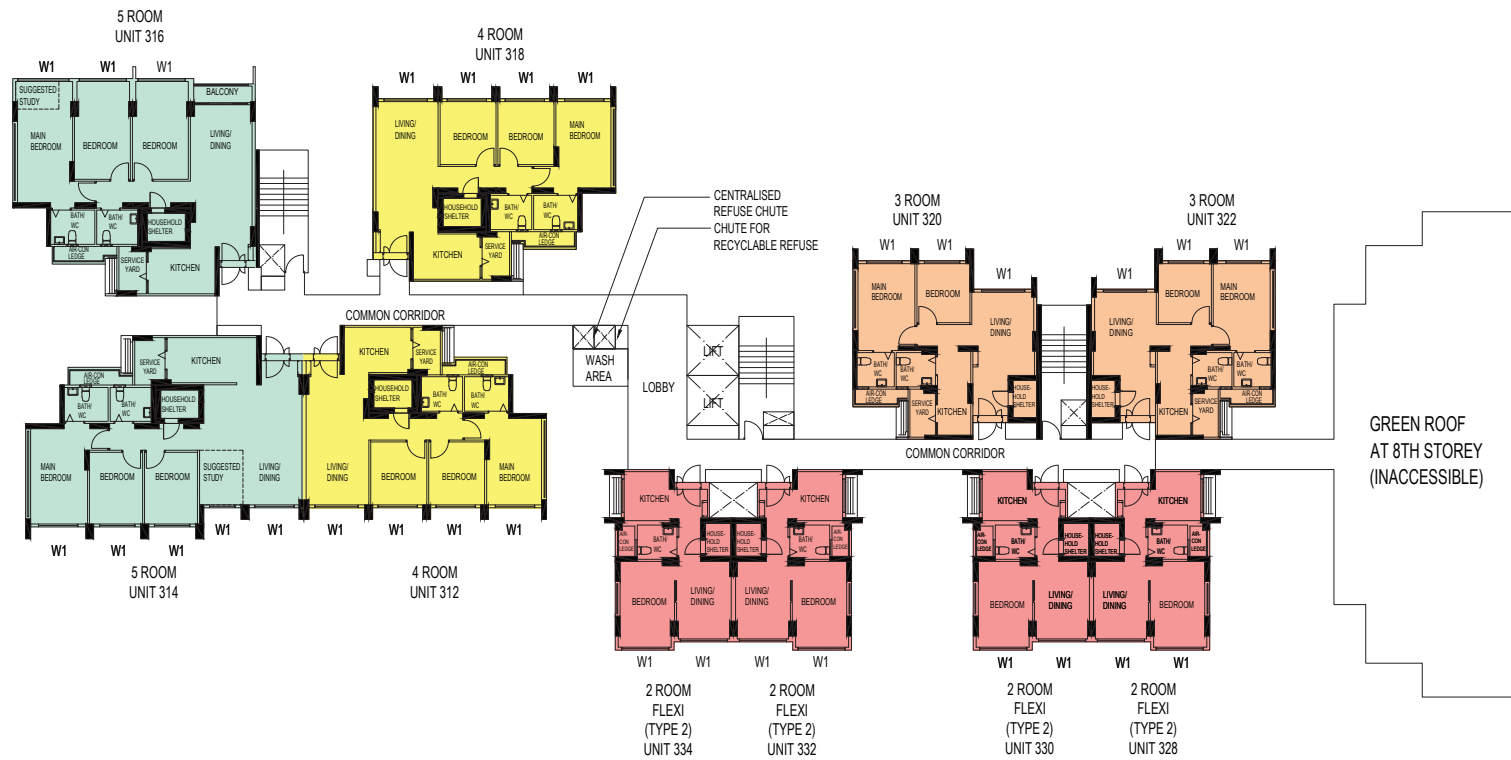 5 ROOM
UNIT 316
W1
W1
W1
SUGGESTED
STUDY
BALCONY
MAIN
BEDROOM
BEDROOM
BEDROOM
LIVING/
DINING
BATH/
WC
BATH/
WC
HOUSEHOLD
SHELTER
AIR-CON
LEDGE
SERVICE
YARD
KITCHEN
4 ROOM
UNIT 318
W1
W1
W1
W1
LIVING/
DINING
BEDROOM
BEDROOM
MAIN
BEDROOM
HOUSEHOLD
SHELTER
BATH/
WC
BATH/
WC
AIR-CON
LEDGE
KITCHEN
SERVICE
YARD
CENTRALISED
REFUSE CHUTE
CHUTE FOR
RECYCLABLE REFUSE
3 ROOM
UNIT 320
W1
W1
W1
MAIN
BEDROOM
BEDROOM
LIVING/
DINING
BATH/
WC
BATH/
WC
AIR-CON
LEDGE
SERVICE
YARD
KITCHEN
HOUSE-
HOLD
SHELTER
3 ROOM
UNIT 322
W1
W1
W1
LIVING/
DINING
BEDROOM
MAIN
BEDROOM
BATH/
WC
BATH/
WC
AIR-CON
LEDGE
HOUSE-
HOLD
SHELTER
KITCHEN
SERVICE
YARD
COMMON CORRIDOR
WASH
AREA
LOBBY
LIFT
LIFT
COMMON CORRIDOR
GREEN ROOF
AT 8TH STOREY
(INACCESSIBLE)
SERVICE
YARD
KITCHEN
AIR-CON
LEDGE
BATH/
WC
BATH/
WC
HOUSEHOLD
SHELTER
MAIN
BEDROOM
BEDROOM
BEDROOM
SUGGESTED
STUDY
LIVING/
DINING
W1
W1
W1
W1
W1
5 ROOM
UNIT 314
KITCHEN
SERVICE
YARD
AIR-CON
LEDGE
HOUSEHOLD
SHELTER
BATH/
WC
BATH/
WC
LIVING/
DINING
BEDROOM
BEDROOM
MAIN
BEDROOM
W1
W1
W1
W1
4 ROOM
UNIT 312
KITCHEN
AIR-
CON
LEDGE
BATH/
WC
HOUSE-
HOLD
SHELTER
BEDROOM
LIVING/
DINING
W1
W1
2 ROOM
FLEXI
(TYPE 2)
UNIT 334
KITCHEN
HOUSE-
HOLD
SHELTER
BATH/
WC
AIR-
CON
LEDGE
LIVING/
DINING
BEDROOM
W1
W1
2 ROOM
FLEXI
(TYPE 2)
UNIT 332
KITCHEN
AIR-
CON
LEDGE
BATH/
WC
HOUSE-
HOLD
SHELTER
BEDROOM
LIVING/
DINING
W1
W1
2 ROOM
FLEXI
(TYPE 2)
UNIT 330
KITCHEN
HOUSE-
HOLD
SHELTER
BATH/
WC
AIR-
CON
LEDGE
LIVING/
DINING
BEDROOM
W1
W1
2 ROOM
FLEXI
(TYPE 2)
UNIT 328